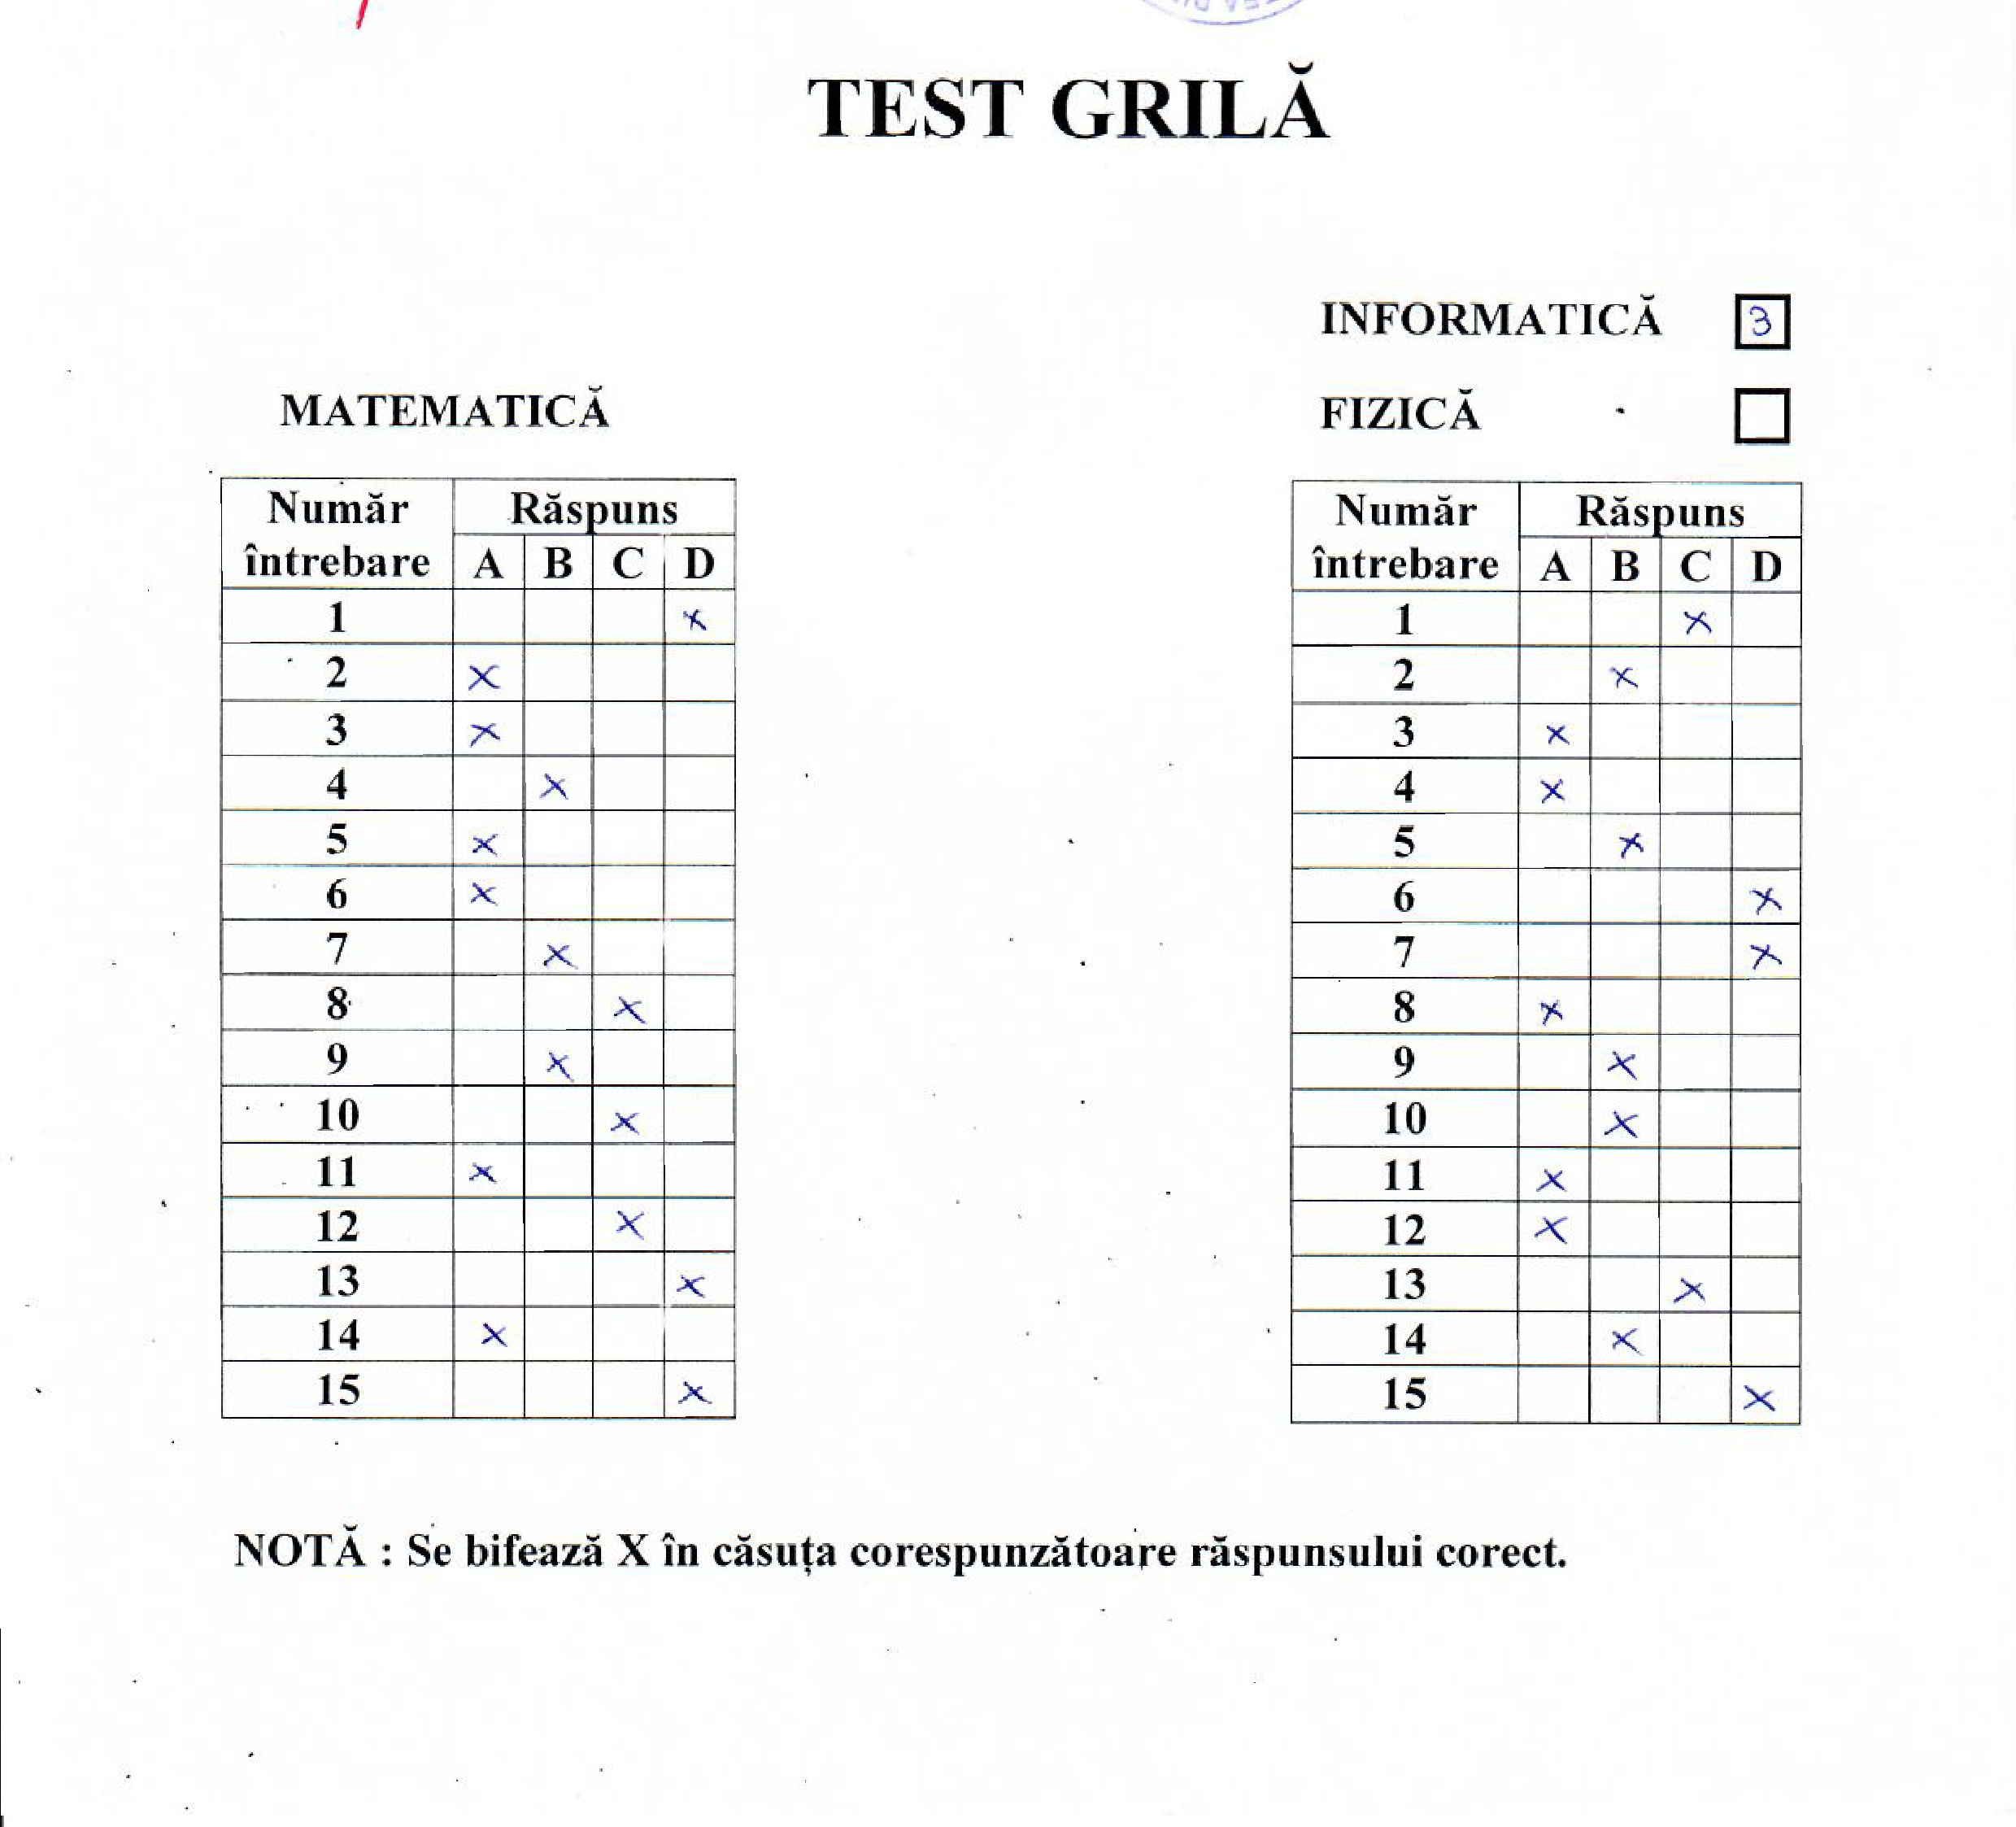 TEST GRILĂ
INFORMATICĂ 3
MATEMATICĂ
FIZICĂ
Număr întrebare Răspuns
A B C D
1 X
2 X
3 X
4 X
5 X
6 X
7 X
8 X
9 X
10 X
11 X
12 X
13 X
14 X
15 X
Număr întrebare Răspuns
A B C D
1 X
2 X
3 X
4 X
5 X
6 X
7 X
8 X
9 X
10 X
11 X
12 X
13 X
14 X
15 X
NOTĂ : Se bifează X în căsuța corespunzătoare răspunsului corect.